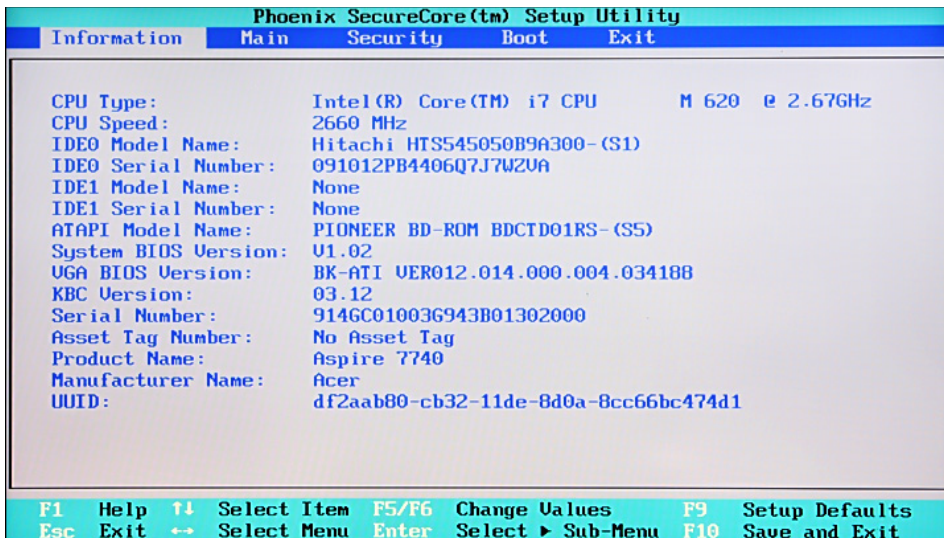 Phoenix SecureCore(tm) Setup Utility
Information Main Security Boot Exit
CPU Type: Intel(R) Core(TM) i7 CPU M 620 @ 2.67GHz
CPU Speed: 2660 MHz
IDE0 Model Name: Hitachi HTS545050B9A300-(S1)
IDE0 Serial Number: 091012PB4406Q7J7WZVA
IDE1 Model Name: None
IDE1 Serial Number: None
ATAPI Model Name: PIONEER BD-ROM BDCTD01RS-(S5)
System BIOS Version: V1.02
VGA BIOS Version: BK-ATI VER012.014.000.004.034188
KBC Version: 03.12
Serial Number: 914GC01003G943B01302000
Asset Tag Number: No Asset Tag
Product Name: Aspire 7740
Manufacturer Name: Acer
UUID: df2aab80-cb32-11de-8d0a-8cc66bc474d1
F1 Help ↑↓ Select Item F5/F6 Change Values F9 Setup Defaults
Esc Exit ↔ Select Menu Enter Select ▶ Sub-Menu F10 Save and Exit